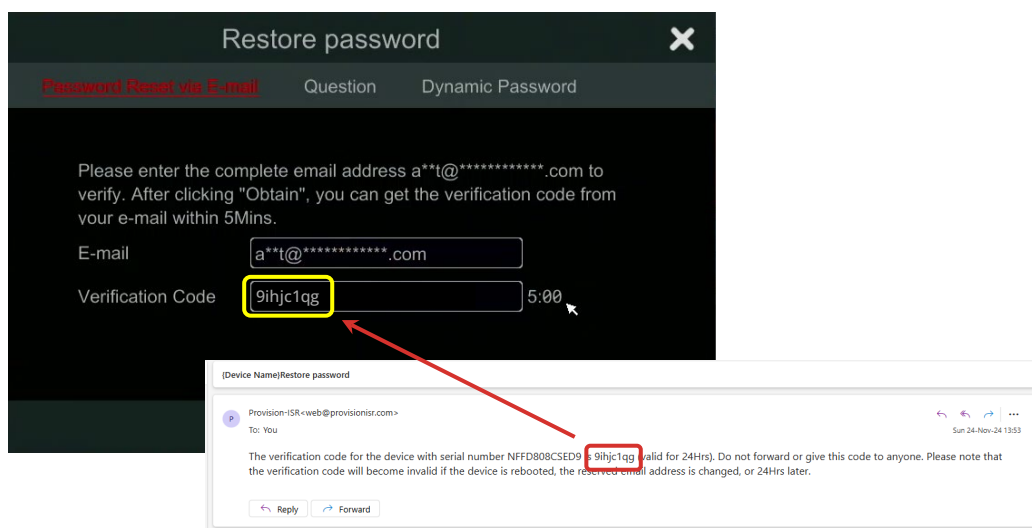 Restore password
Password Reset via E-mail Question Dynamic Password
Please enter the complete email address a**t@************.com to
verify. After clicking "Obtain", you can get the verification code from
your e-mail within 5Mins.
E-mail a**t@************.com
Verification Code 9ihjc1qg 5:00
{Device Name}Restore password
P Provision-ISR<web@provisionisr.com>
To: You Sun 24-Nov-24 13:53
The verification code for the device with serial number NFFD808CSED9 is 9ihjc1qg (valid for 24Hrs). Do not forward or give this code to anyone. Please note that
the verification code will become invalid if the device is rebooted, the reserved email address is changed, or 24Hrs later.
Reply Forward